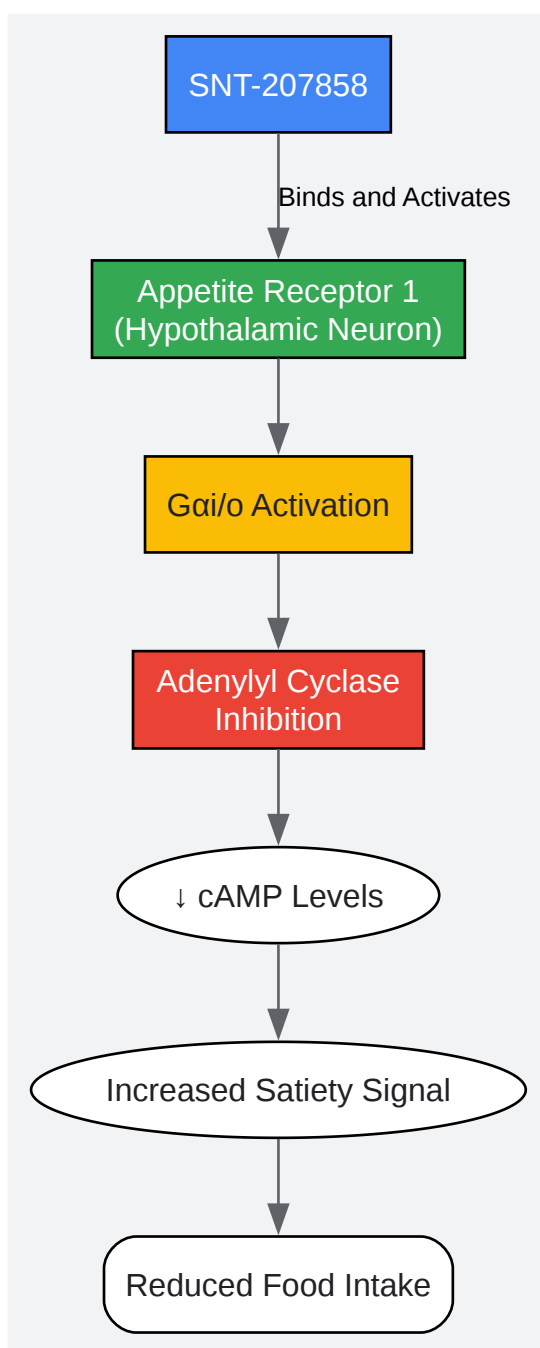 SNT-207858
Binds and Activates
Appetite Receptor 1
(Hypothalamic Neuron)
Gαi/o Activation
Adenylyl Cyclase
Inhibition
↓ cAMP Levels
Increased Satiety Signal
Reduced Food Intake